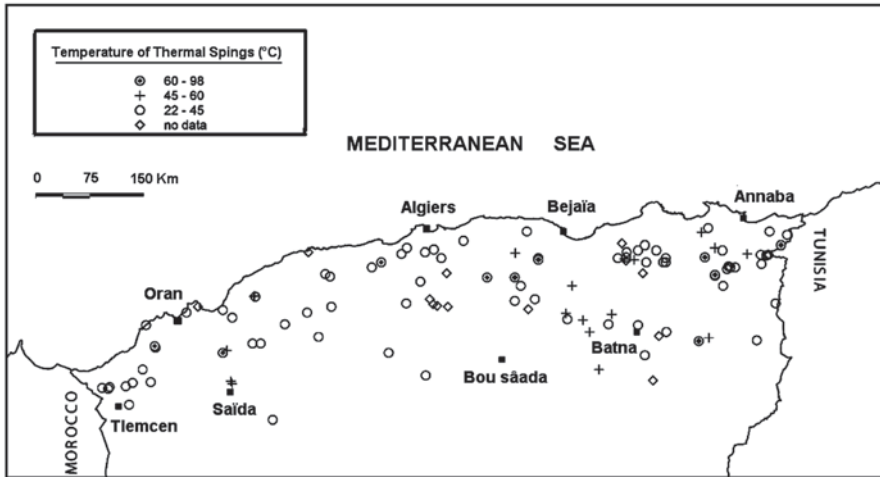 Temperature of Thermal Spings (°C)
60 - 98
45 - 60
22 - 45
no data
0 75 150 Km
MEDITERRANEAN SEA
Algiers
Bejaïa
Annaba
TUNISIA
Oran
Batna
Bou sâada
Saïda
Tlemcen
MOROCCO